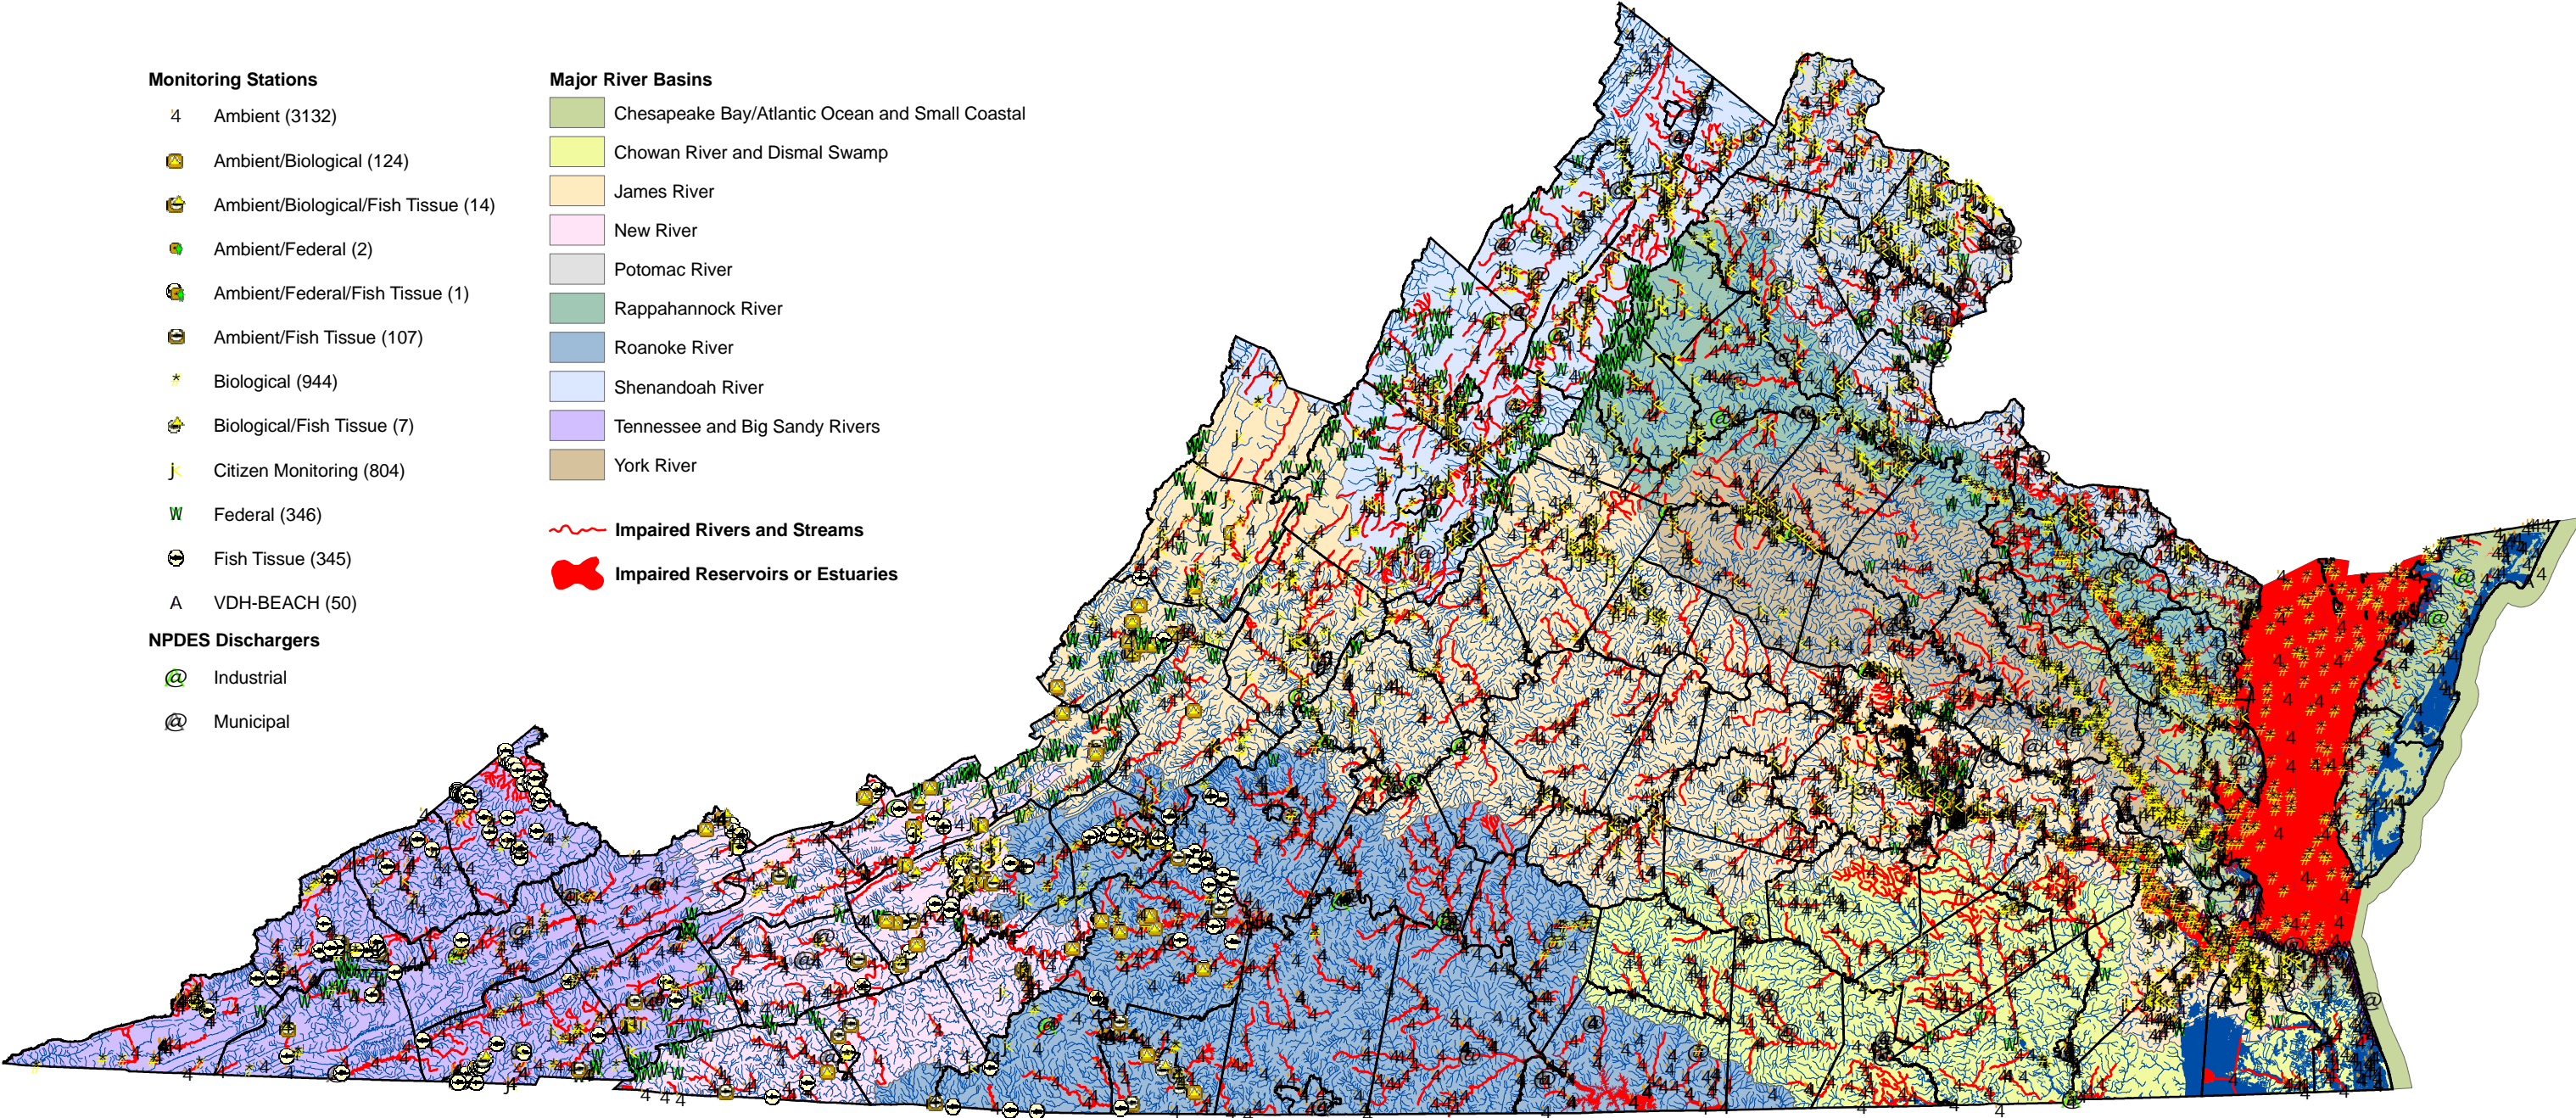 Monitoring Stations
4 Ambient (3132)
Ambient/Biological (124)
Ambient/Biological/Fish Tissue (14)
Ambient/Federal (2)
Ambient/Federal/Fish Tissue (1)
Ambient/Fish Tissue (107)
* Biological (944)
Biological/Fish Tissue (7)
j Citizen Monitoring (804)
W Federal (346)
Fish Tissue (345)
A VDH-BEACH (50)
NPDES Dischargers
@ Industrial
@ Municipal
Major River Basins
Chesapeake Bay/Atlantic Ocean and Small Coastal
Chowan River and Dismal Swamp
James River
New River
Potomac River
Rappahannock River
Roanoke River
Shenandoah River
Tennessee and Big Sandy Rivers
York River
Impaired Rivers and Streams
Impaired Reservoirs or Estuaries